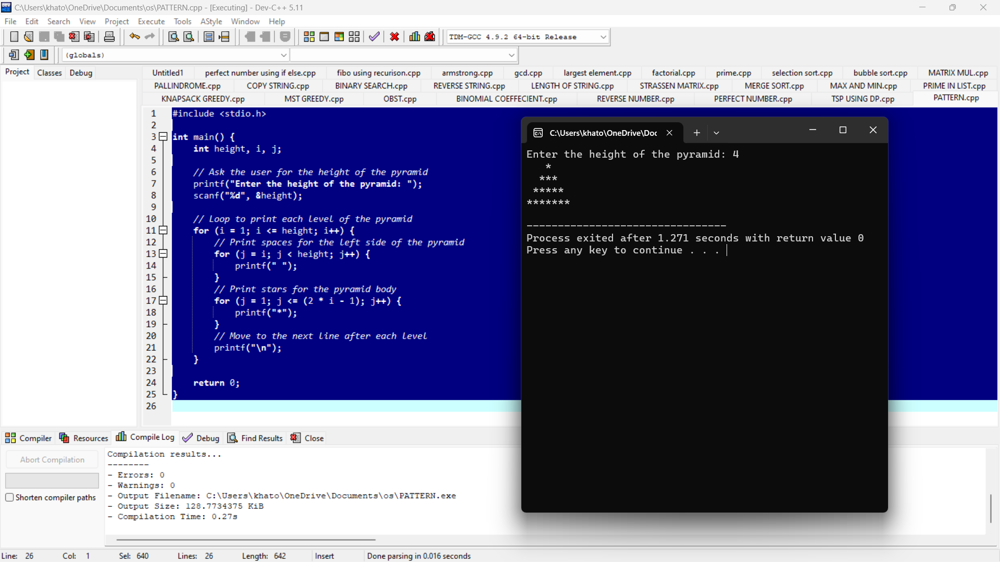 C:\Users\khato\OneDrive\Documents\os\PATTERN.cpp - [Executing] - Dev-C++ 5.11
File Edit Search View Project Execute Tools AStyle Window Help
TDM-GCC 4.9.2 64-bit Release
(globals)
Project Classes Debug
Untitled1 perfect number using if else.cpp fibo using recurison.cpp armstrong.cpp gcd.cpp largest element.cpp factorial.cpp prime.cpp selection sort.cpp bubble sort.cpp MATRIX MUL.cpp
PALLINDROME.cpp COPY STRING.cpp BINARY SEARCH.cpp REVERSE STRING.cpp LENGTH OF STRING.cpp STRASSEN MATRIX.cpp MERGE SORT.cpp MAX AND MIN.cpp PRIME IN LIST.cpp
KNAPSACK GREEDY.cpp MST GREEDY.cpp OBST.cpp BINOMIAL COEFFECIENT.cpp REVERSE NUMBER.cpp PERFECT NUMBER.cpp TSP USING DP.cpp PATTERN.cpp
1 #include <stdio.h>
2
3 int main() {
4 int height, i, j;
5
6 // Ask the user for the height of the pyramid
7 printf("Enter the height of the pyramid: ");
8 scanf("%d", &height);
9
10 // Loop to print each level of the pyramid
11 for (i = 1; i <= height; i++) {
12 // Print spaces for the left side of the pyramid
13 for (j = i; j < height; j++) {
14 printf(" ");
15 }
16 // Print stars for the pyramid body
17 for (j = 1; j <= (2 * i - 1); j++) {
18 printf("*");
19 }
20 // Move to the next line after each level
21 printf("\n");
22 }
23
24 return 0;
25 }
26
C:\Users\khato\OneDrive\Doc
Enter the height of the pyramid: 4
   *
  ***
 *****
*******
--------------------------------
Process exited after 1.271 seconds with return value 0
Press any key to continue . . .
Compiler Resources Compile Log Debug Find Results Close
Abort Compilation
Shorten compiler paths
Compilation results...
--------
- Errors: 0
- Warnings: 0
- Output Filename: C:\Users\khato\OneDrive\Documents\os\PATTERN.exe
- Output Size: 128.7734375 KiB
- Compilation Time: 0.27s
Line: 26 Col: 1 Sel: 640 Lines: 26 Length: 642 Insert Done parsing in 0.016 seconds